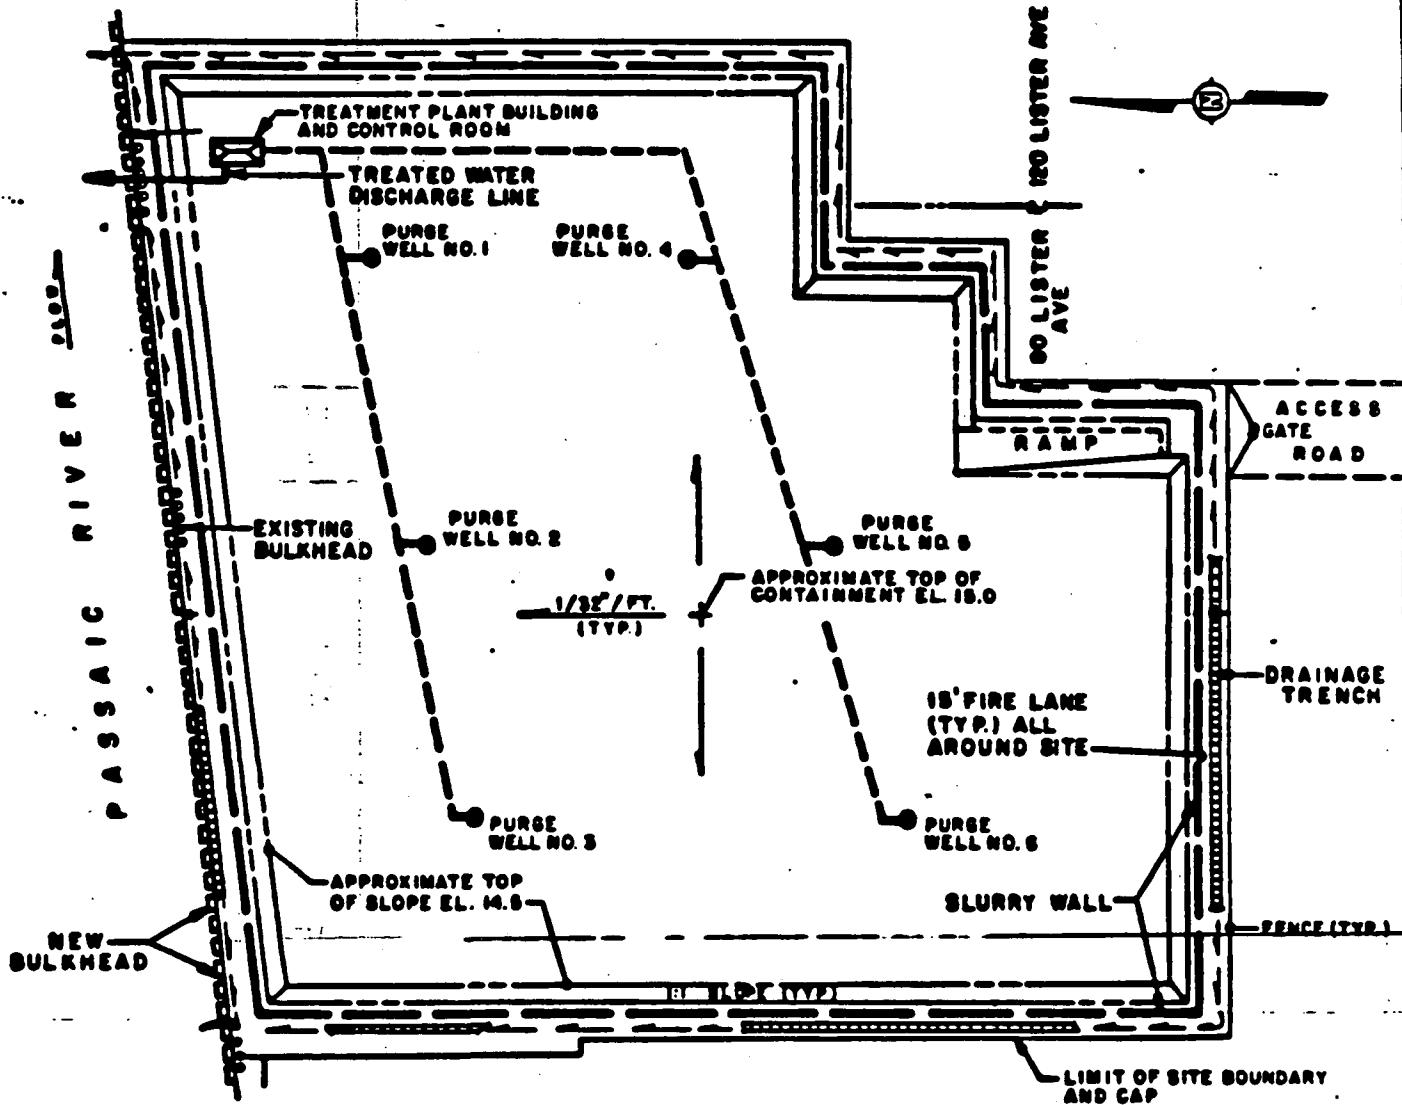 TREATMENT PLANT BUILDING
AND CONTROL ROOM
TREATED WATER
DISCHARGE LINE
PURGE
WELL NO. 1
PURGE
WELL NO. 4
80 LISTER
AVE
120 LISTER AVE
N
ACCESS
GATE
ROAD
RAMP
FLOW
PASSAIC RIVER
EXISTING
BULKHEAD
PURGE
WELL NO. 2
PURGE
WELL NO. 5
1/32"/FT.
(TYP.)
APPROXIMATE TOP OF
CONTAINMENT EL. 15.0
DRAINAGE
TRENCH
15' FIRE LANE
(TYP.) ALL
AROUND SITE
PURGE
WELL NO. 3
PURGE
WELL NO. 6
APPROXIMATE TOP
OF SLOPE EL. 14.5
SLURRY WALL
NEW
BULKHEAD
FENCE (TYP.)
SLOPE (TYP)
LIMIT OF SITE BOUNDARY
AND CAP